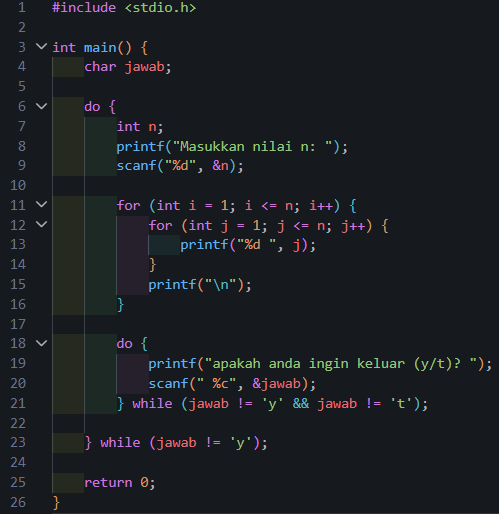 1 #include <stdio.h>
2
3 int main() {
4     char jawab;
5
6     do {
7         int n;
8         printf("Masukkan nilai n: ");
9         scanf("%d", &n);
10
11         for (int i = 1; i <= n; i++) {
12             for (int j = 1; j <= n; j++) {
13                 printf("%d ", j);
14             }
15             printf("\n");
16         }
17
18         do {
19             printf("apakah anda ingin keluar (y/t)? ");
20             scanf(" %c", &jawab);
21         } while (jawab != 'y' && jawab != 't');
22
23     } while (jawab != 'y');
24
25     return 0;
26 }